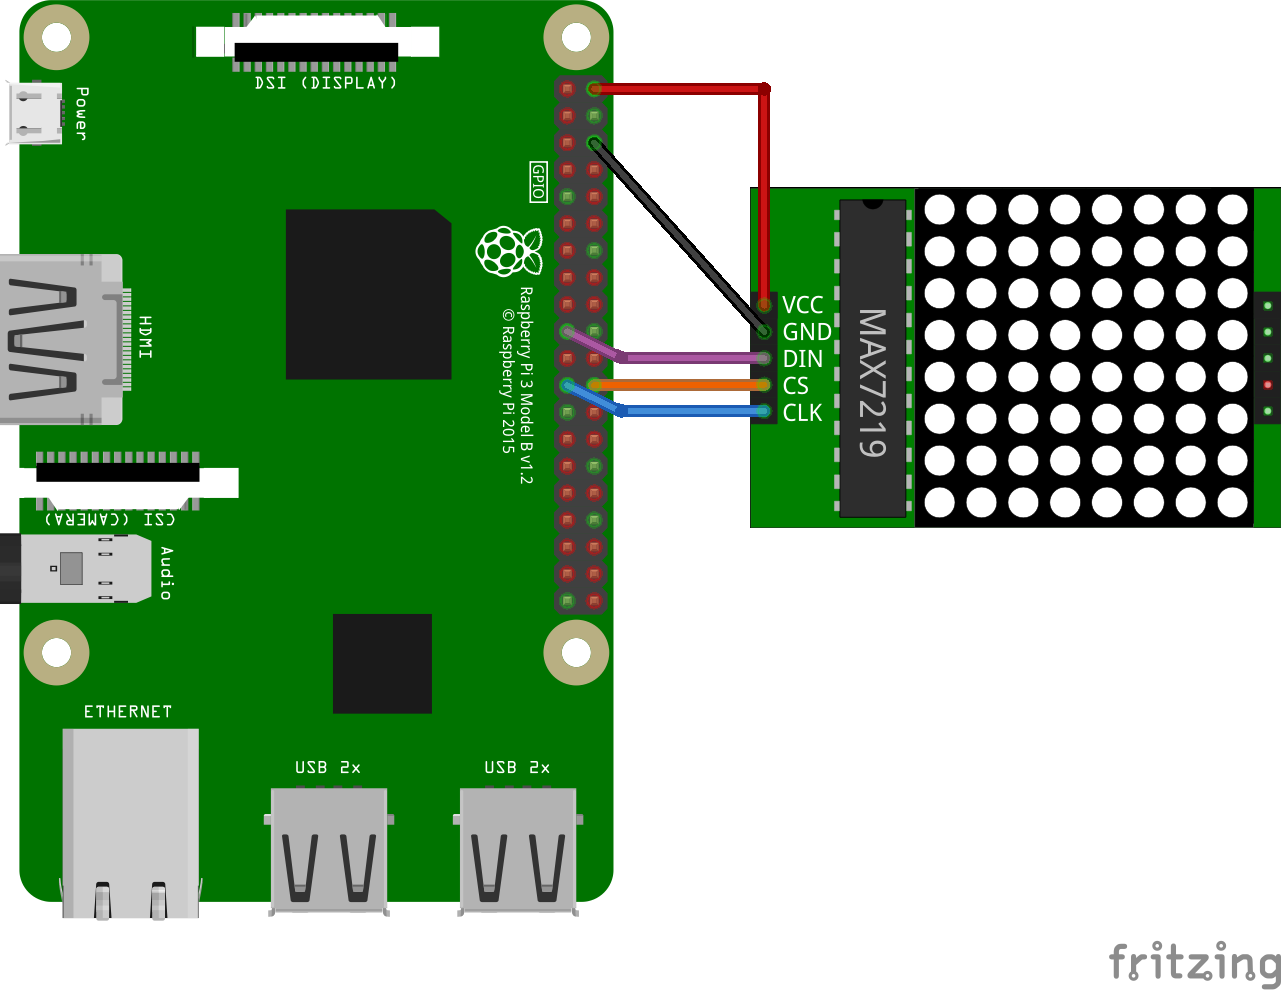 DSI (DISPLAY)
Power
GPIO
HDMI
Raspberry Pi 3 Model B v1.2
© Raspberry Pi 2015
VCC
GND
DIN
CS
CLK
MAX7219
CSI (CAMERA)
Audio
ETHERNET
USB 2x
USB 2x
fritzing